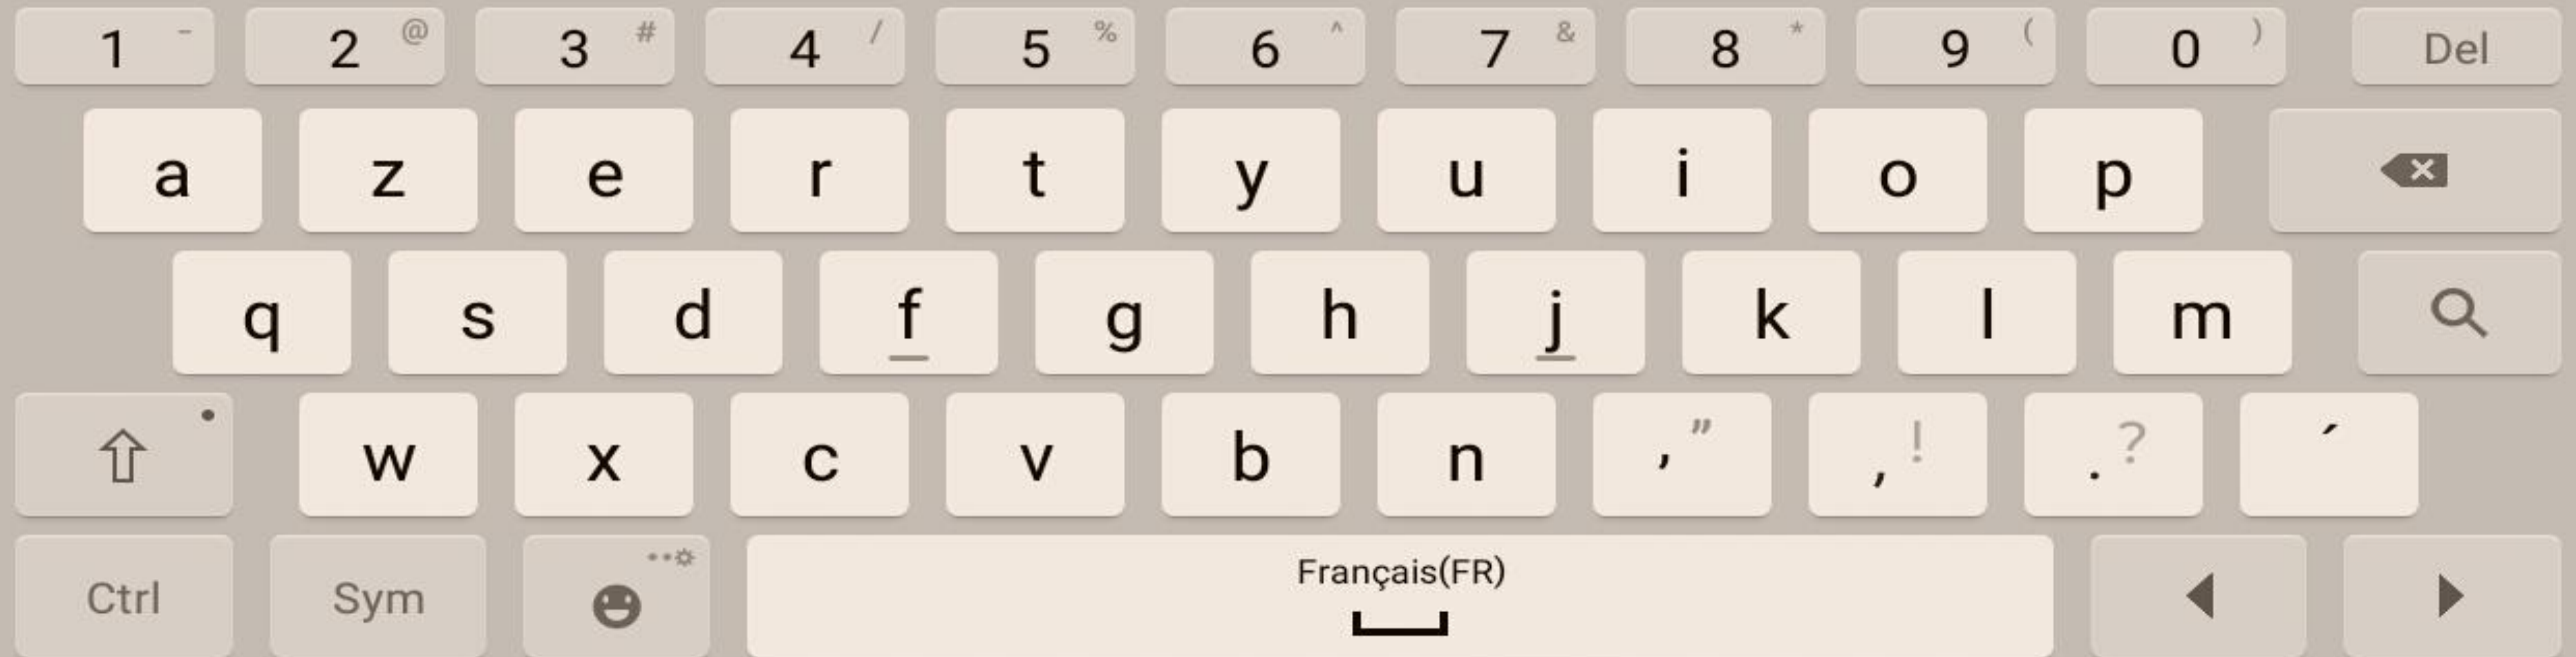 1 - 2 @ 3 # 4 / 5 % 6 ^ 7 & 8 * 9 ( 0 ) Del
a z e r t y u i o p
q s d f g h j k l m
w x c v b n ' " , ! . ? ´
Ctrl Sym Français(FR)